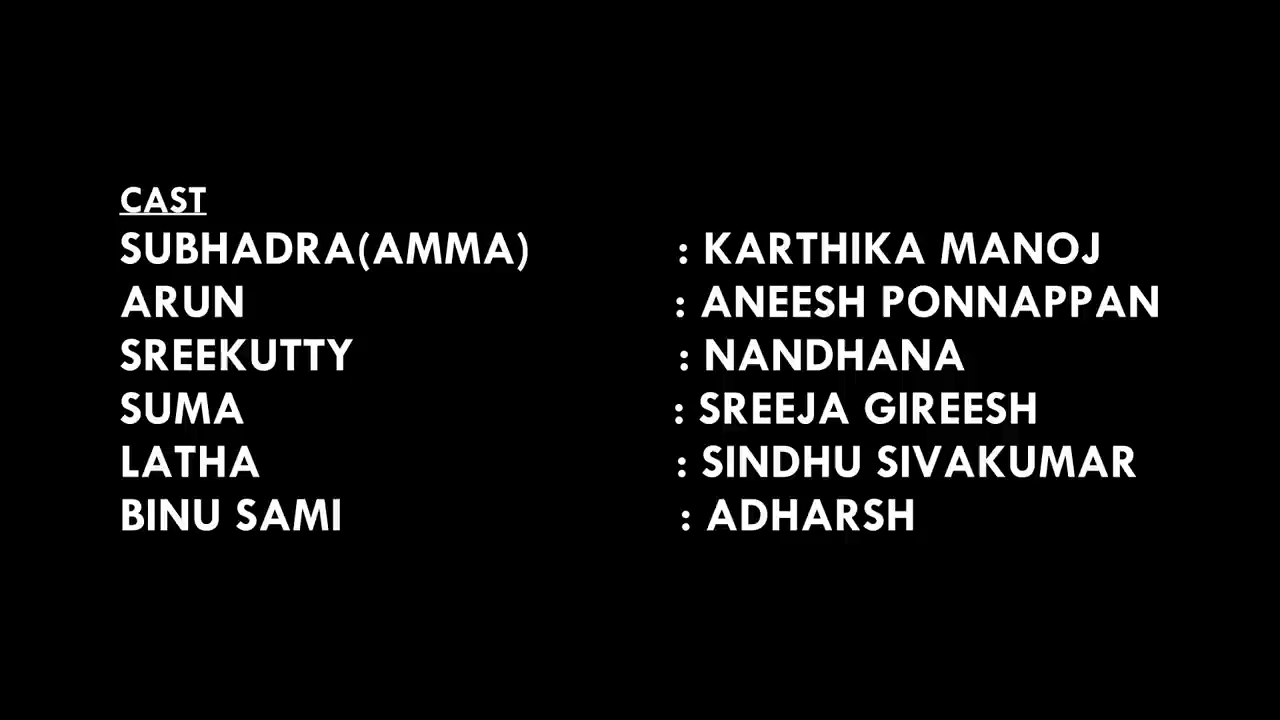 CAST
SUBHADRA(AMMA) : KARTHIKA MANOJ
ARUN : ANEESH PONNAPPAN
SREEKUTTY : NANDHANA
SUMA : SREEJA GIREESH
LATHA : SINDHU SIVAKUMAR
BINU SAMI : ADHARSH